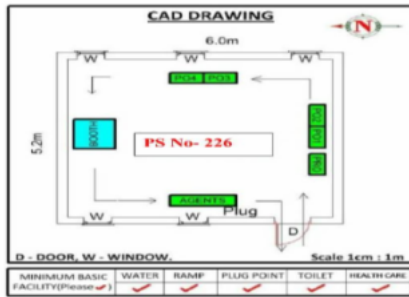 CAD DRAWING
N
6.0m
W W W
PO4 PO3
5.2m
BOOTH
PS No- 226
PO2
PO1
PRO
AGENTS
Plug
W W
D
D - DOOR, W - WINDOW. Scale 1cm : 1m
MINIMUM BASIC FACILITY(Please✓) WATER RAMP PLUG POINT TOILET HEALTH CARE